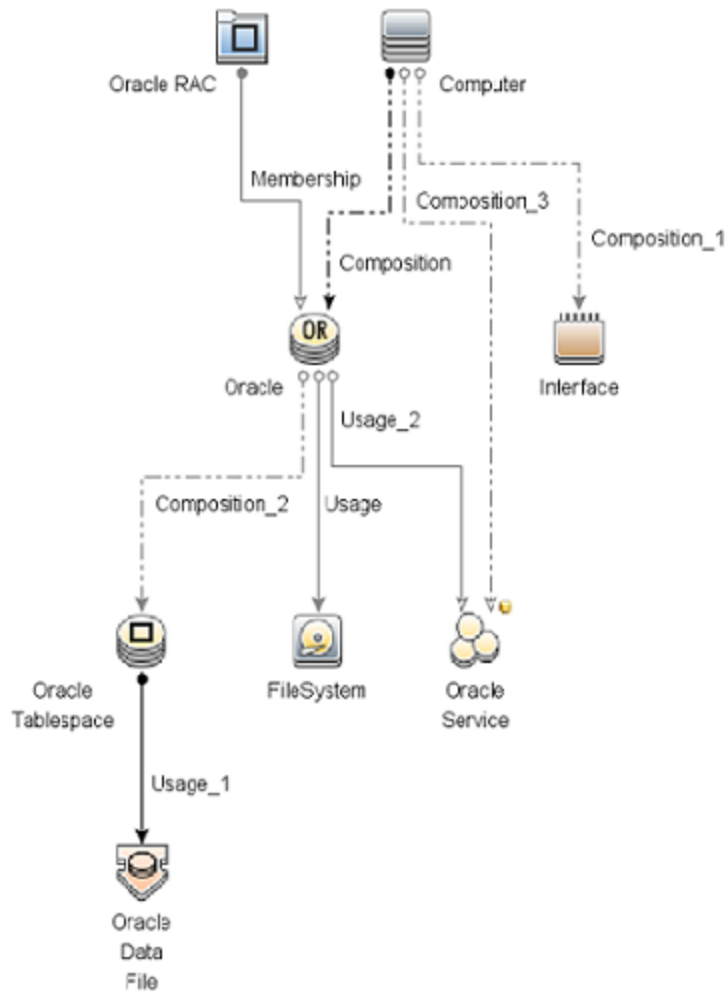 Oracle RAC
Computer
Membership
Composition_3
Composition_1
Composition
OR
Oracle
Interface
Usage_2
Composition_2
Usage
Oracle
Tablespace
FileSystem
Oracle
Service
Usage_1
Oracle
Data
File